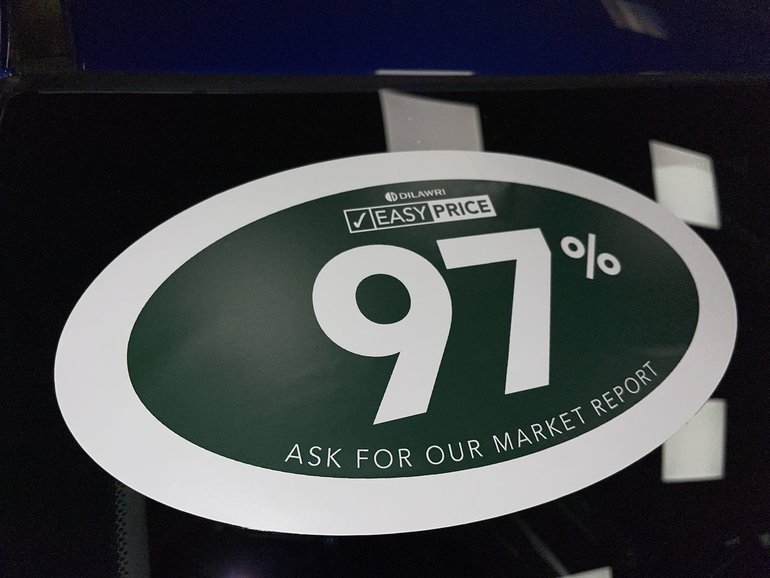 DILAWRI
✓ EASY PRICE
97%
ASK FOR OUR MARKET REPORT